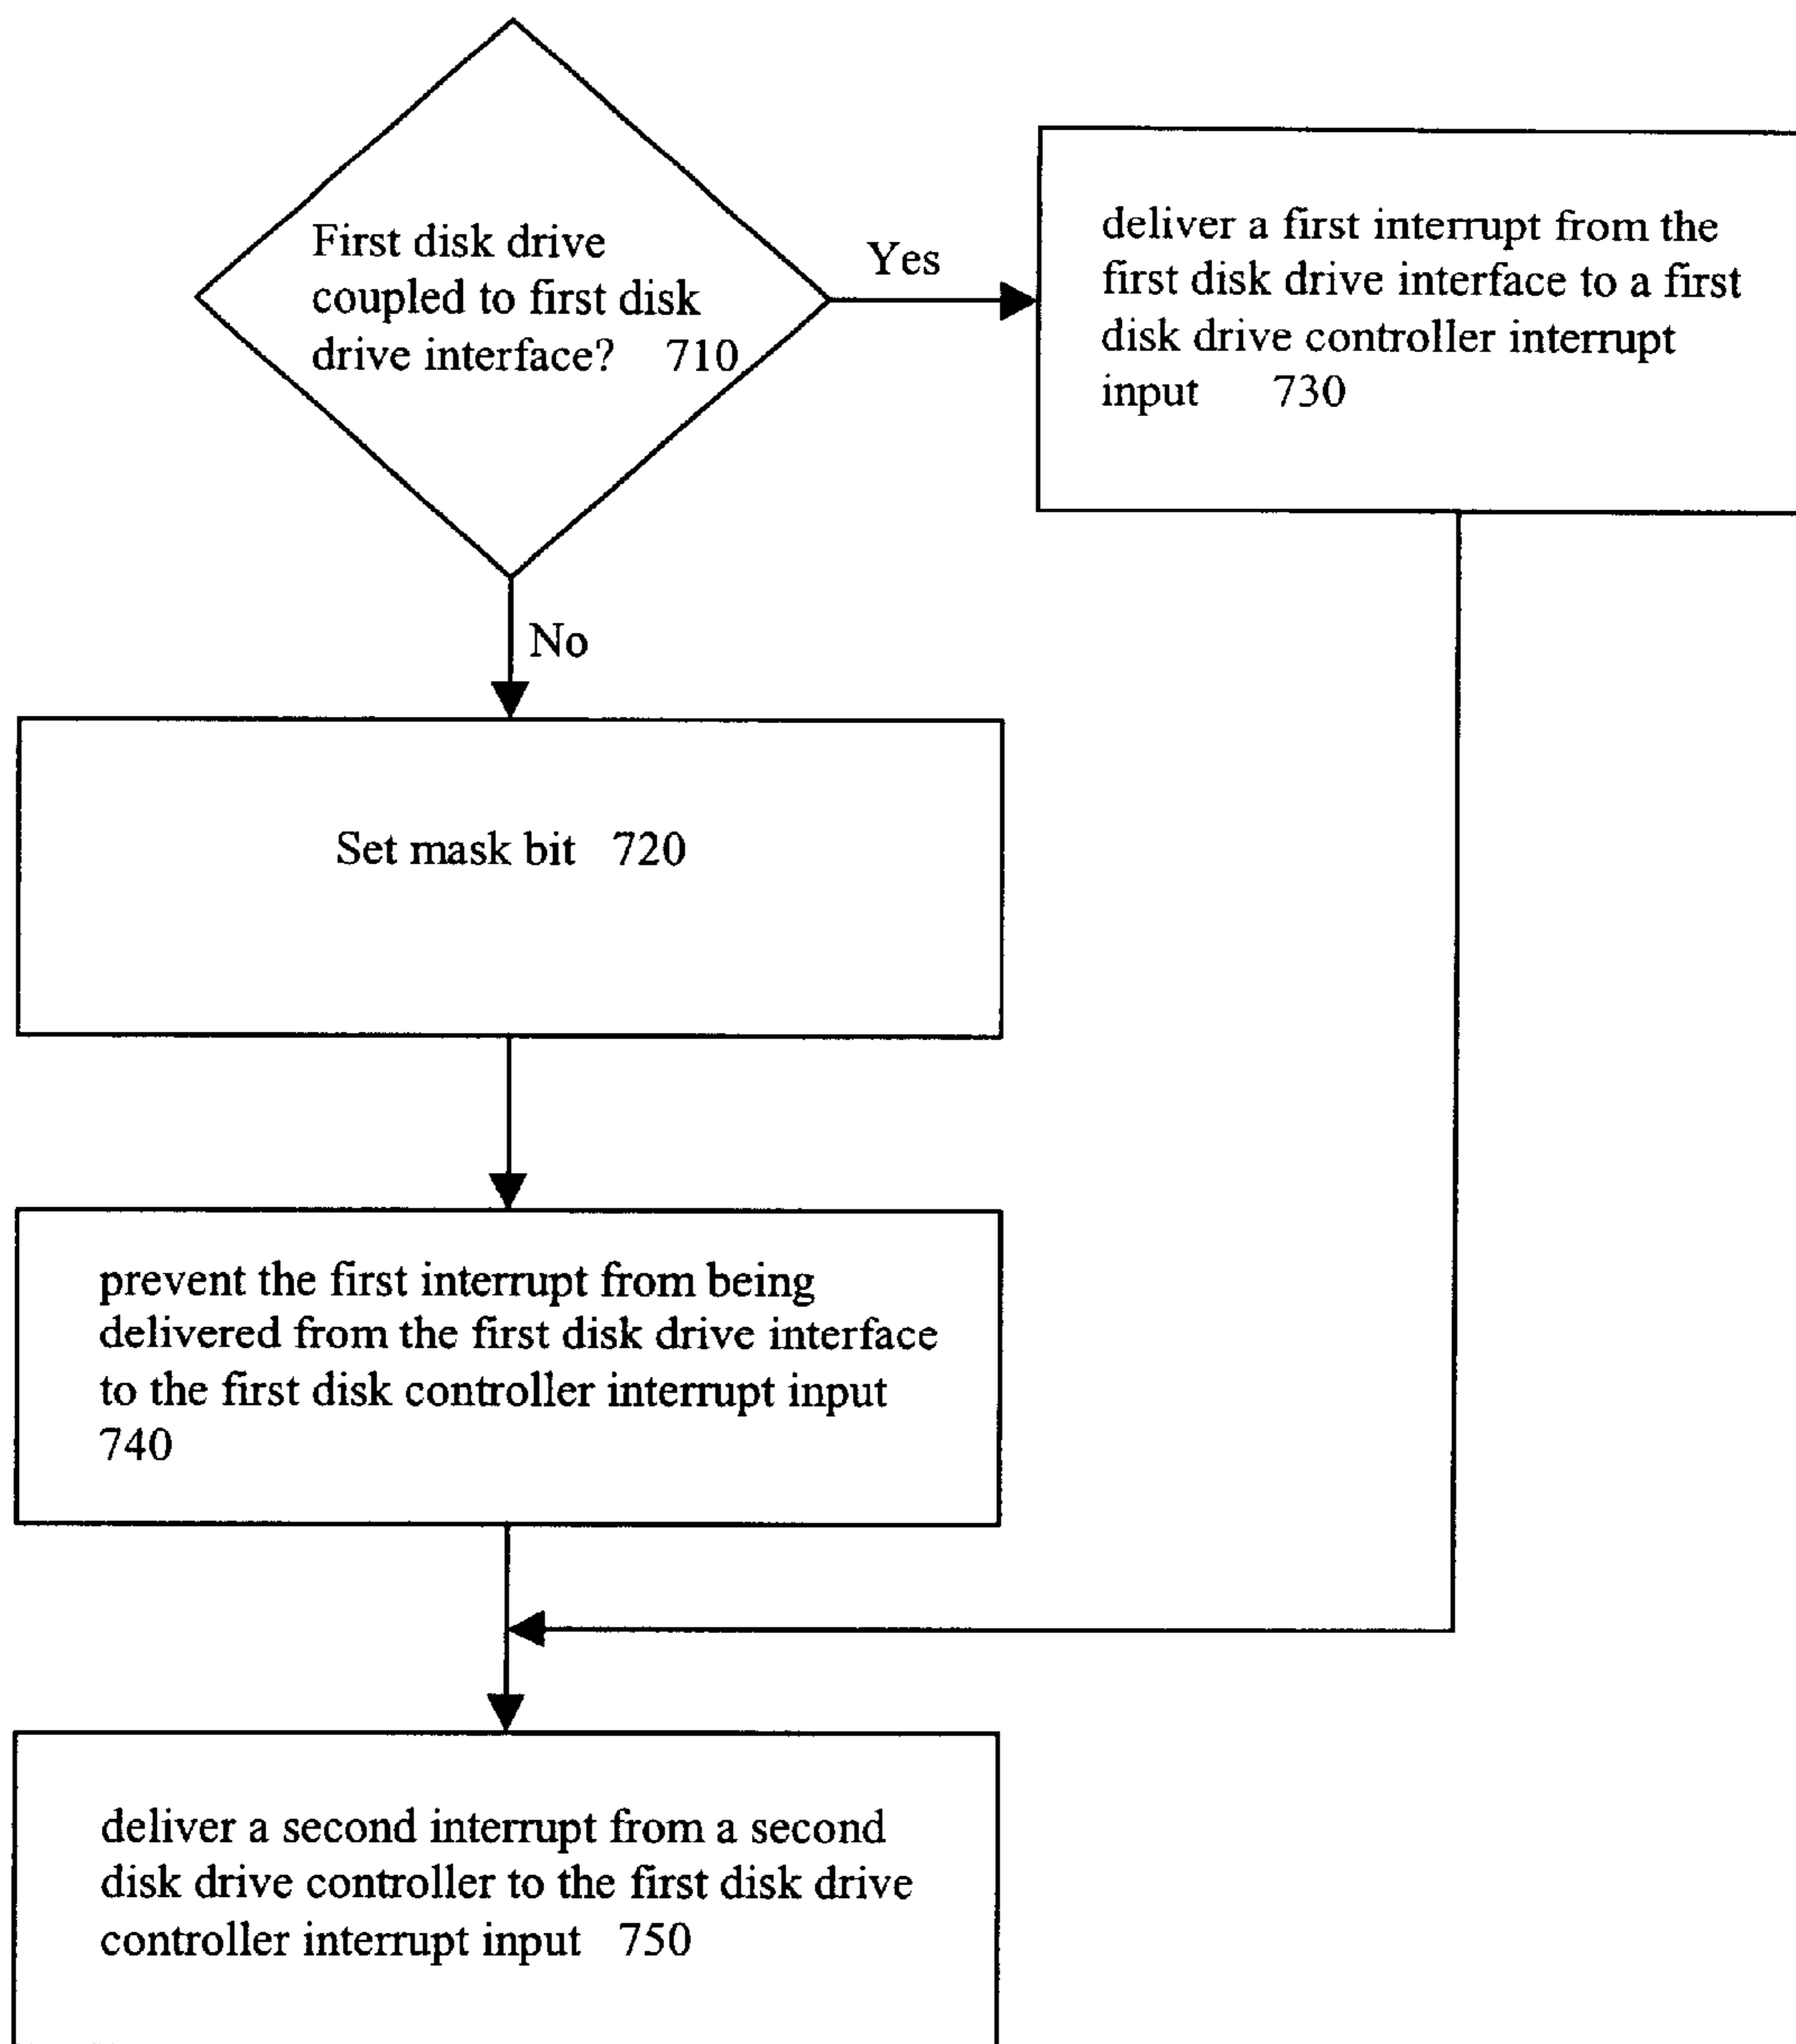 First disk drive
coupled to first disk
drive interface? 710
Yes
deliver a first interrupt from the
first disk drive interface to a first
disk drive controller interrupt
input 730
No
Set mask bit 720
prevent the first interrupt from being
delivered from the first disk drive interface
to the first disk controller interrupt input
740
deliver a second interrupt from a second
disk drive controller to the first disk drive
controller interrupt input 750